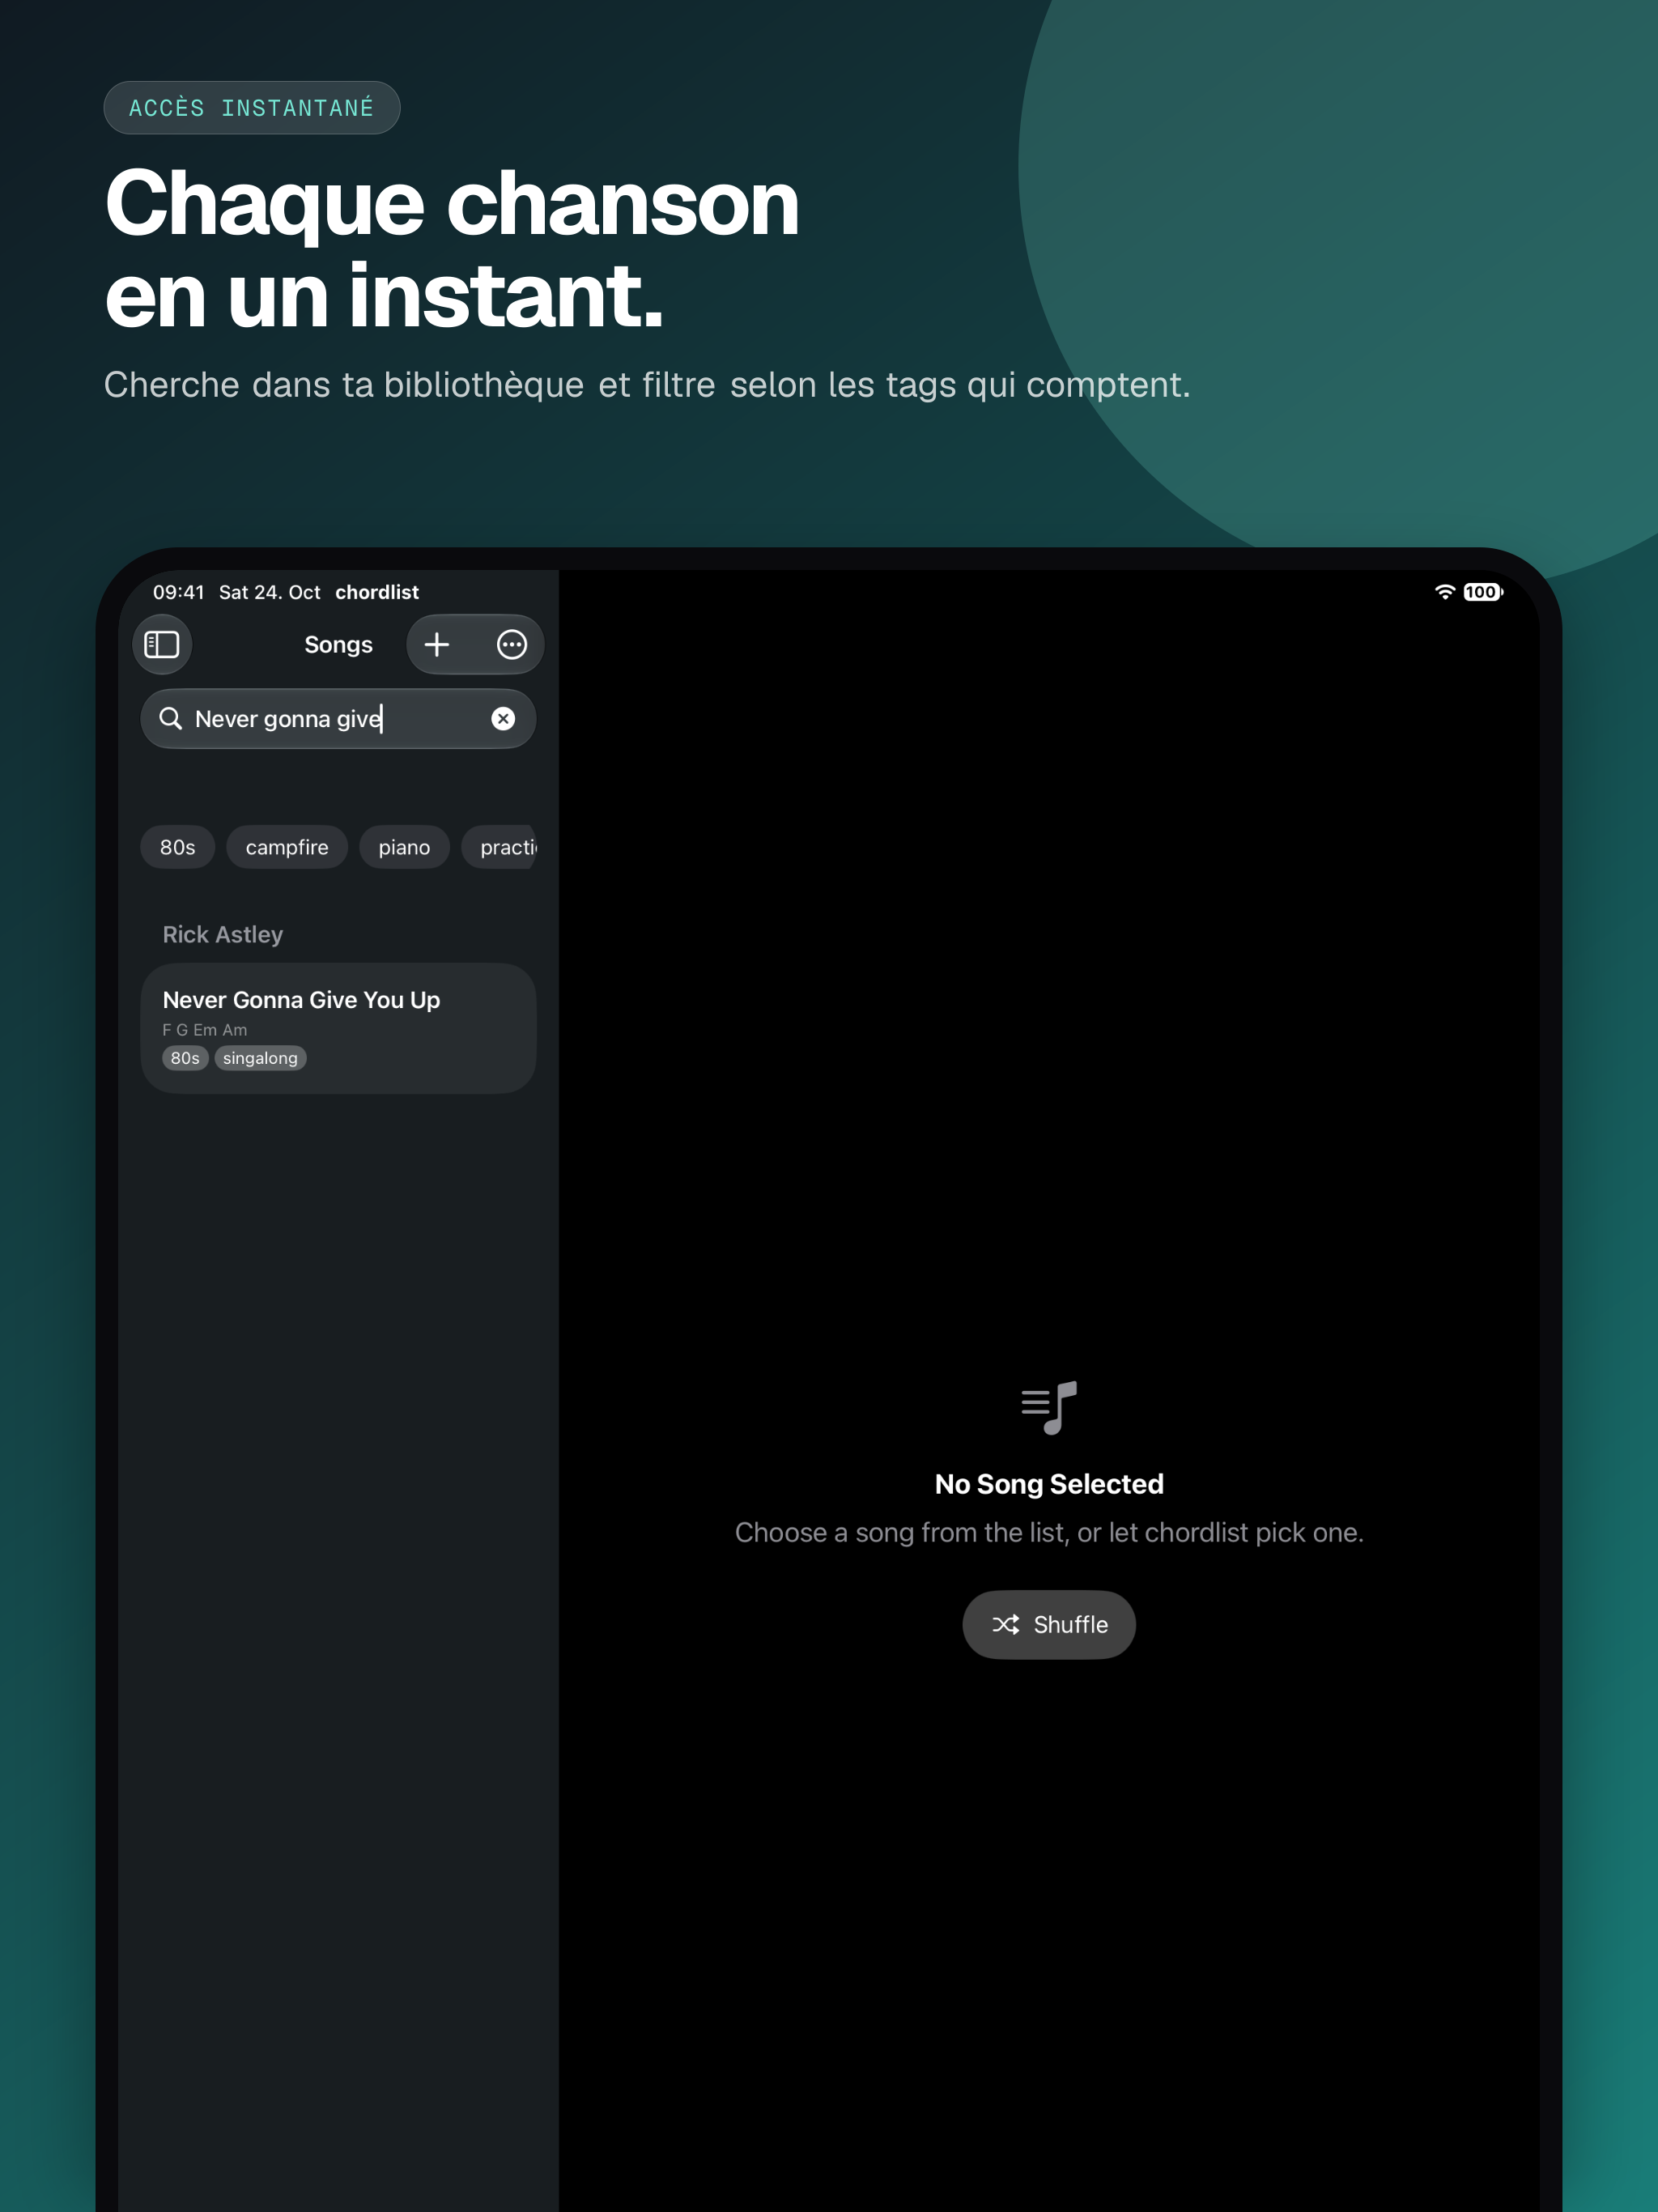 ACCÈS INSTANTANÉ
Chaque chanson
en un instant.
Cherche dans ta bibliothèque et filtre selon les tags qui comptent.
09:41 Sat 24. Oct chordlist
100
Songs
Never gonna give
80s campfire piano practi
Rick Astley
Never Gonna Give You Up
F G Em Am
80s singalong
No Song Selected
Choose a song from the list, or let chordlist pick one.
Shuffle